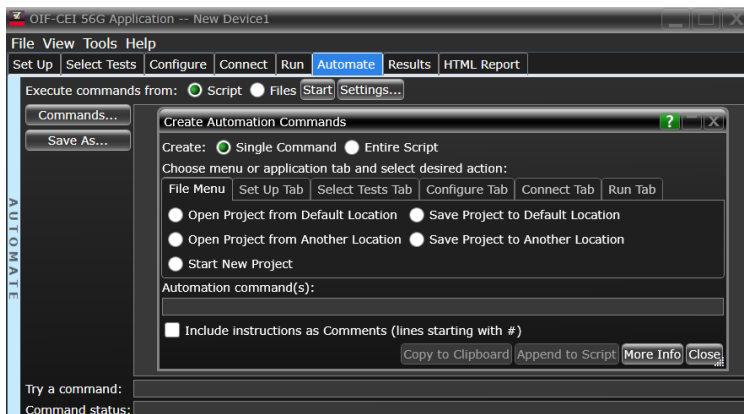 OIF-CEI 56G Application -- New Device1
File View Tools Help
Set Up Select Tests Configure Connect Run Automate Results HTML Report
Execute commands from: Script Files Start Settings...
Commands...
Save As...
AUTOMATE
Create Automation Commands ?
Create: Single Command Entire Script
Choose menu or application tab and select desired action:
File Menu Set Up Tab Select Tests Tab Configure Tab Connect Tab Run Tab
Open Project from Default Location Save Project to Default Location
Open Project from Another Location Save Project to Another Location
Start New Project
Automation command(s):
Include instructions as Comments (lines starting with #)
Copy to Clipboard Append to Script More Info Close
Try a command:
Command status: